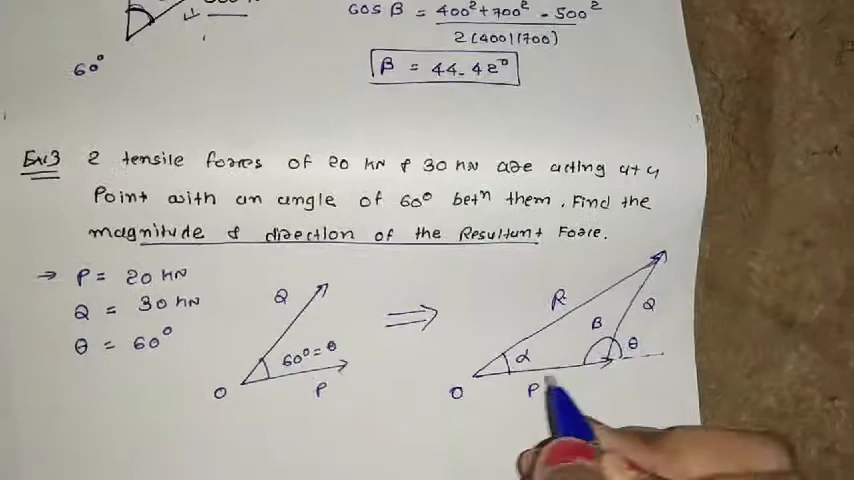 60°
cos β = 400² + 700² - 500²
2(400)(700)
β = 44.42°
Ex:3 2 tensile forces of 20 kN & 30 kN are acting at a
Point with an angle of 60° betⁿ them. Find the
magnitude & direction of the Resultant Force.
→ P = 20 kN
Q = 30 kN
θ = 60°
Q
60° = θ
O
P
⇒
R
Q
β
θ
α
O
P